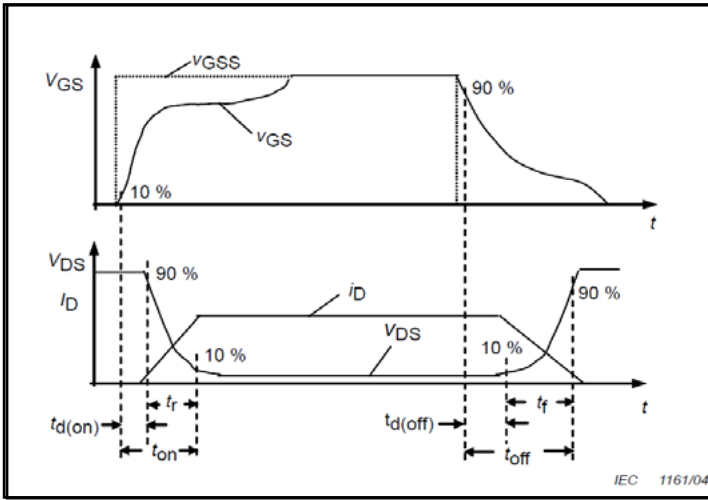 vGSS
VGS
90 %
vGS
10 %
t
VDS
90 %
ID
iD
90 %
VDS
10 %
10 %
tr
tf
t
td(on)
td(off)
ton
toff
IEC 1161/04